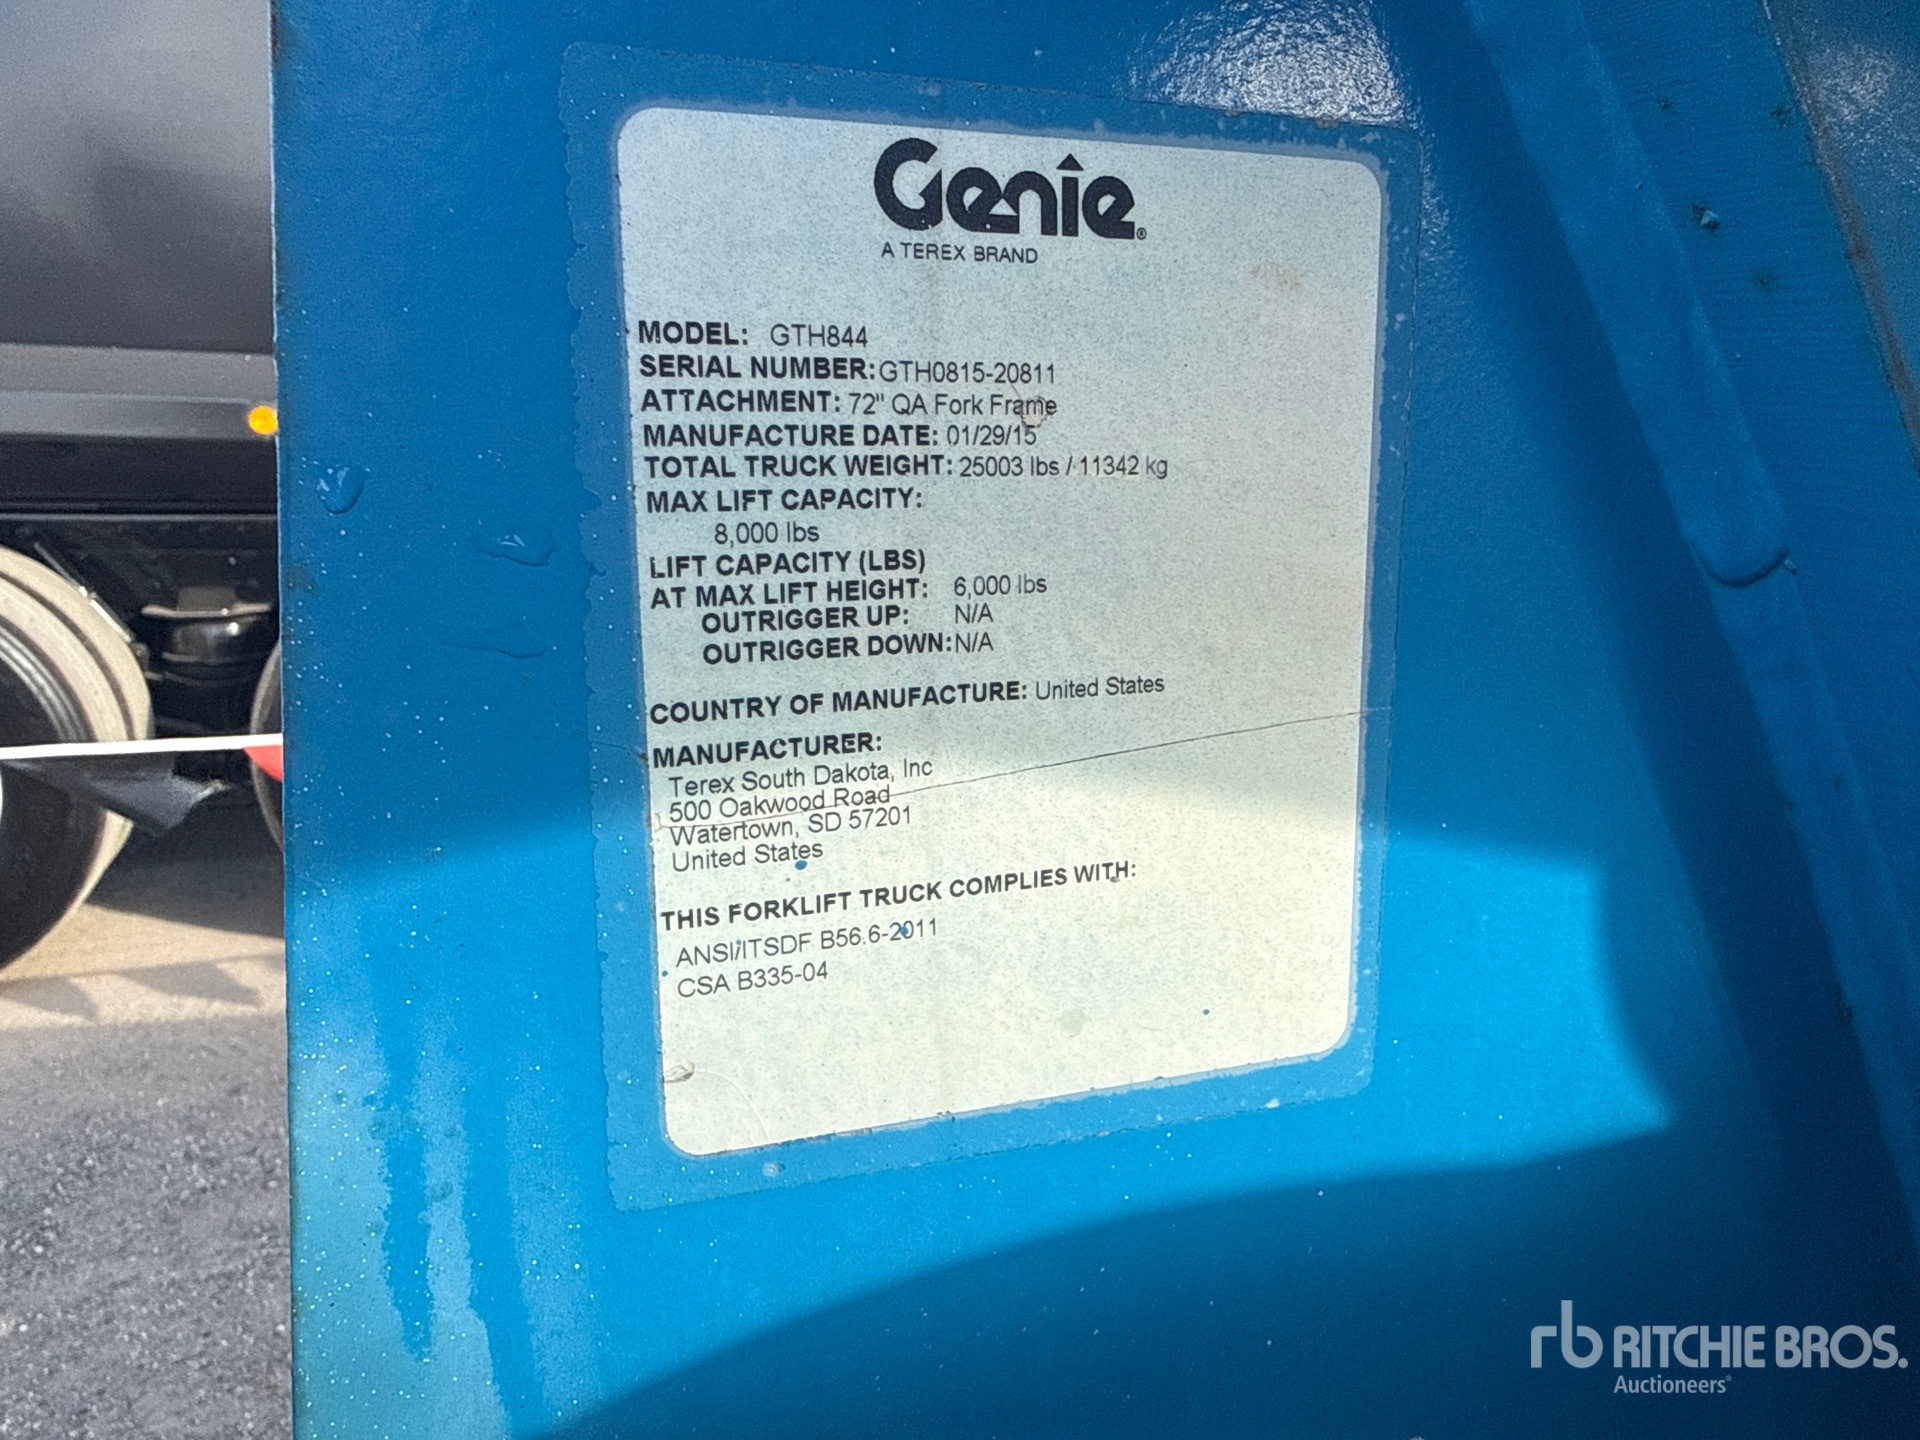 Genie®
A TEREX BRAND
MODEL: GTH844
SERIAL NUMBER: GTH0815-20811
ATTACHMENT: 72" QA Fork Frame
MANUFACTURE DATE: 01/29/15
TOTAL TRUCK WEIGHT: 25003 lbs / 11342 kg
MAX LIFT CAPACITY:
8,000 lbs
LIFT CAPACITY (LBS)
AT MAX LIFT HEIGHT: 6,000 lbs
OUTRIGGER UP: N/A
OUTRIGGER DOWN: N/A
COUNTRY OF MANUFACTURE: United States
MANUFACTURER:
Terex South Dakota, Inc
500 Oakwood Road
Watertown, SD 57201
United States
THIS FORKLIFT TRUCK COMPLIES WITH:
ANSI/ITSDF B56.6-2011
CSA B335-04
rb RITCHIE BROS.
Auctioneers®